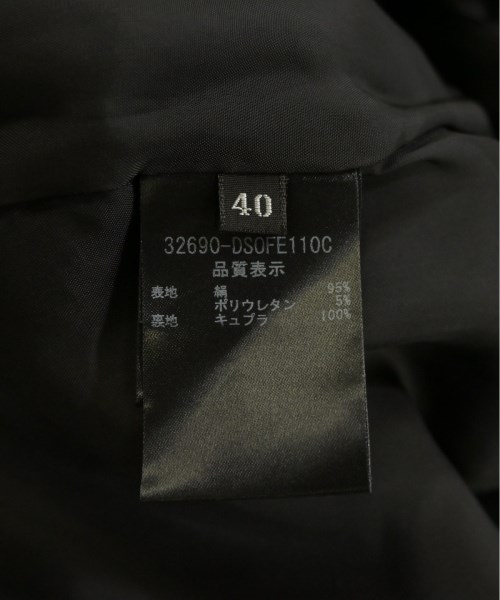 40
32690-DSOFE110C
品質表示
表地 絹 95%
ポリウレタン 5%
裏地 キュプラ 100%